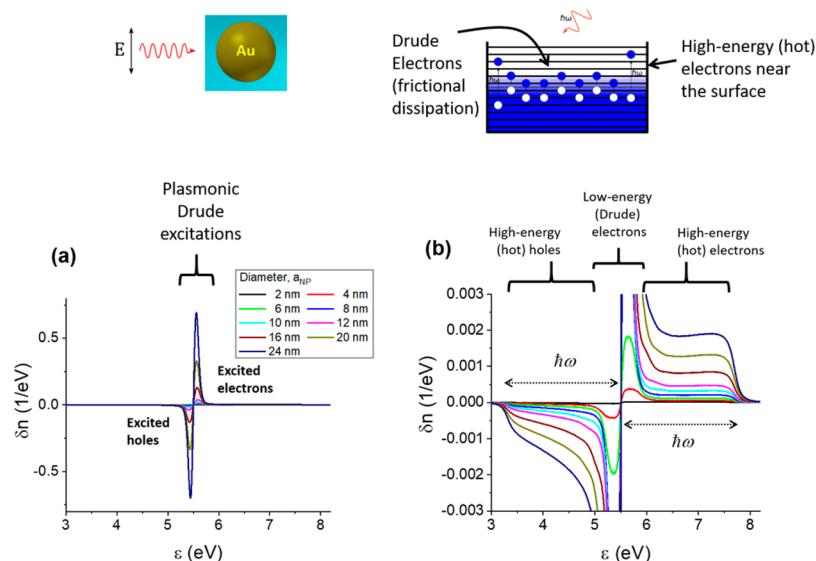 E
Au
ħω
Drude
Electrons
(frictional
dissipation)
ħω
ħω
High-energy (hot)
electrons near
the surface
Plasmonic
Drude
excitations
(a)
Diameter, aNP
2 nm 4 nm
6 nm 8 nm
10 nm 12 nm
16 nm 20 nm
24 nm
δn (1/eV)
0.5
0.0
-0.5
Excited
electrons
Excited
holes
3 4 5 6 7 8
ε (eV)
Low-energy
(Drude)
electrons
(b)
High-energy
(hot) holes
High-energy
(hot) electrons
δn (1/eV)
0.003
0.002
0.001
0.000
-0.001
-0.002
-0.003
ħω
ħω
3 4 5 6 7 8
ε (eV)